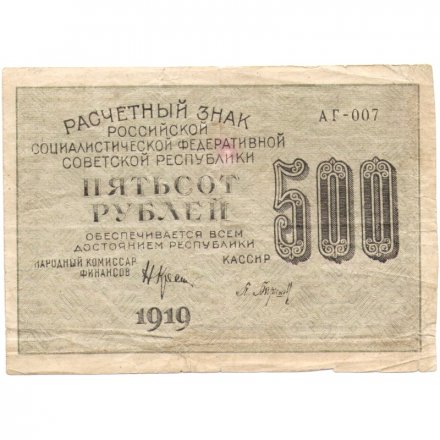 РАСЧЕТНЫЙ ЗНАК
РОССИЙСКОЙ
СОЦИАЛИСТИЧЕСКОЙ ФЕДЕРАТИВНОЙ
СОВЕТСКОЙ РЕСПУБЛИКИ
ПЯТЬСОТ
РУБЛЕЙ
ОБЕСПЕЧИВАЕТСЯ ВСЕМ
ДОСТОЯНИЕМ РЕСПУБЛИКИ
НАРОДНЫЙ КОМИССАР
ФИНАНСОВ
КАССИР
1919
АГ-007
500